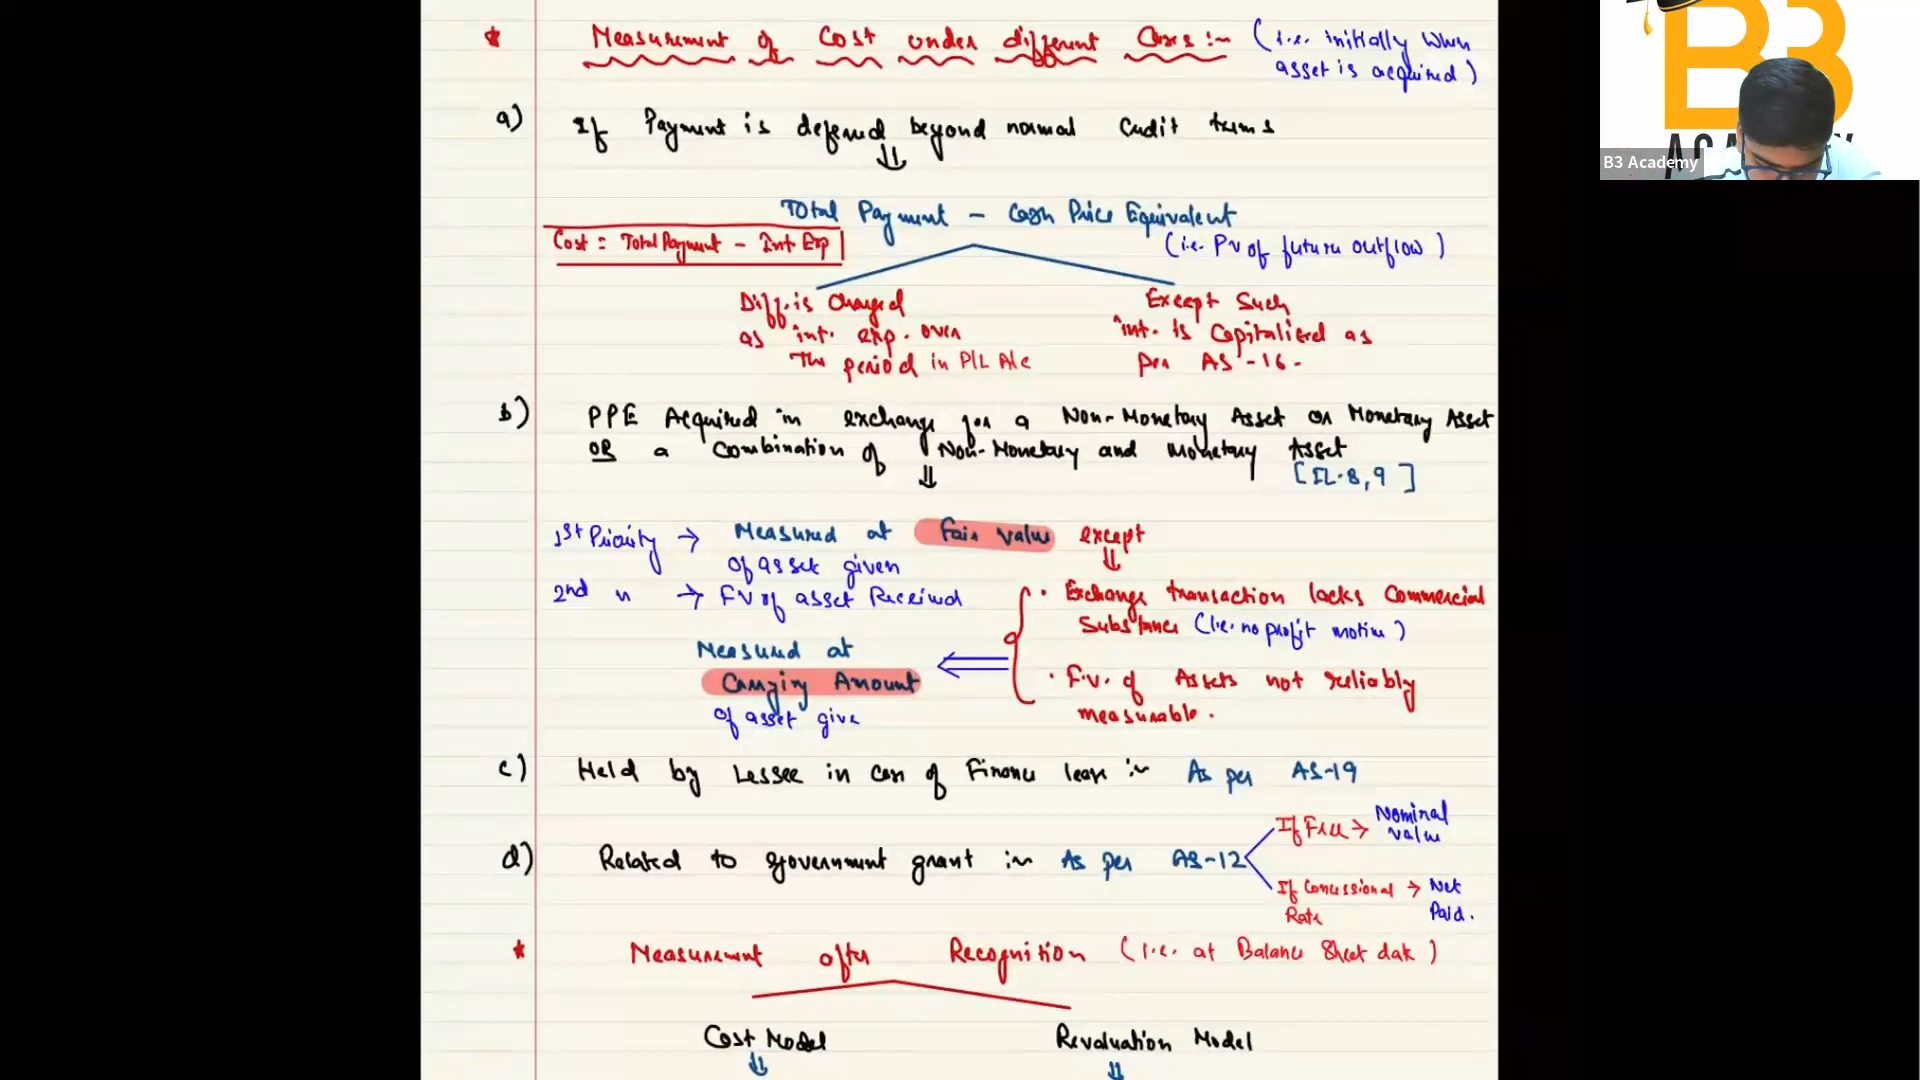 * Measurement of Cost under different Cases :- (i.e. initially when
asset is acquired)
a) If Payment is deferred beyond normal Credit terms
Total Payment - Cash Price Equivalent
(i.e. PV of future outflow)
Cost = Total Payment - Int Exp
Diff. is Charged
as int. exp. over
The period in P/L A/c
Except Such
int. is Capitalised as
per AS-16.
b) PPE Acquired in exchange for a Non-Monetary Asset or Monetary Asset
OR a Combination of Non-Monetary and Monetary Asset
[IL-8,9]
1st Priority → Measured at Fair Value except
of asset given
2nd " → FV of asset Received
• Exchange transaction lacks Commercial
Substance (i.e. no profit motive)
Measured at
Carrying Amount
of asset give
• F.V. of Assets not reliably
measurable.
c) Held by Lessee in case of Finance lease :- As per AS-19
d) Related to Government grant :- As per AS-12
If Free → Nominal
Value
If Concessional → Net
Rate Paid.
* Measurement after Recognition (i.e. at Balance Sheet date)
Cost Model
Revaluation Model
B3
B3 Academy